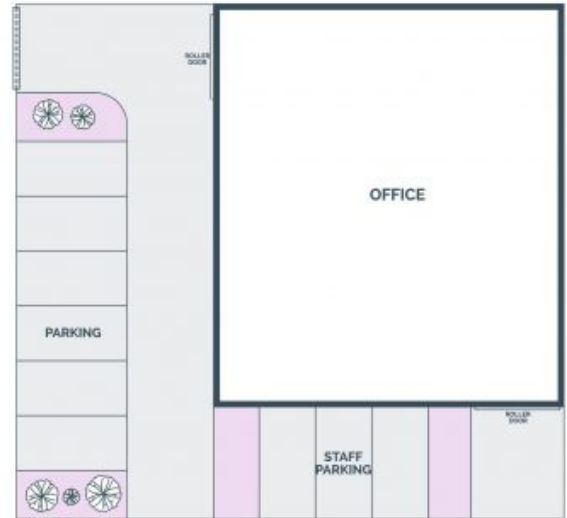 ROLLER
DOOR
OFFICE
PARKING
ROLLER
DOOR
STAFF
PARKING